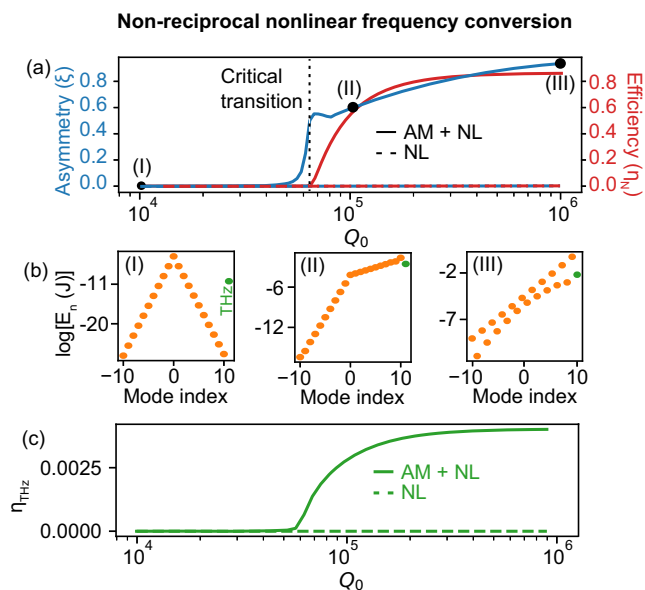 Non-reciprocal nonlinear frequency conversion
(a)
Asymmetry (ξ)
0.8
0.6
0.4
0.2
0.0
Critical
transition
(I)
(II)
(III)
AM + NL
NL
0.8
0.6
0.4
0.2
0.0
Efficiency (η_N)
10^4
10^5
10^6
Q_0
(b)
log[E_n (J)]
(I)
-11
-20
THz
−10
0
10
Mode index
(II)
-6
-12
−10
0
10
Mode index
(III)
-2
-7
−10
0
10
Mode index
(c)
η_THz
0.0025
0.0000
AM + NL
NL
10^4
10^5
10^6
Q_0